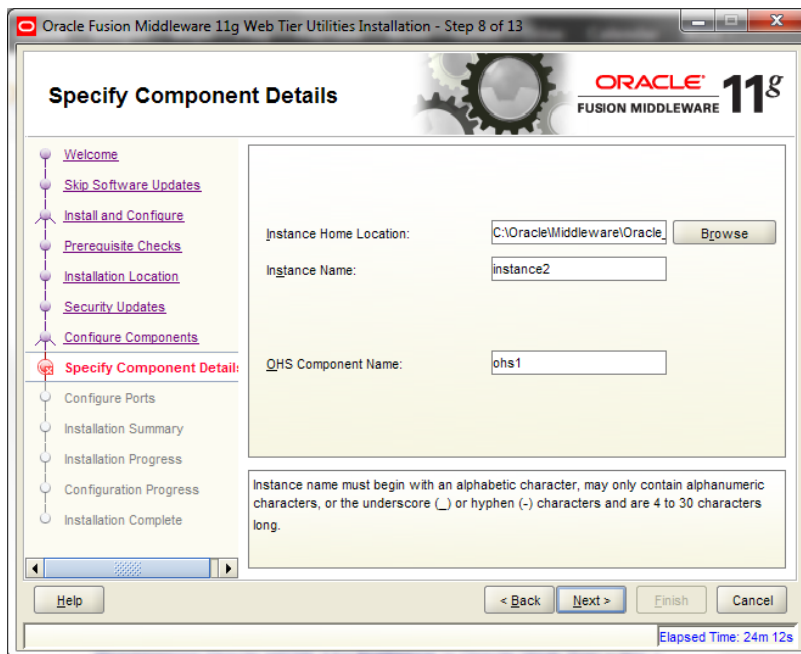 Oracle Fusion Middleware 11g Web Tier Utilities Installation - Step 8 of 13
Specify Component Details
ORACLE
FUSION MIDDLEWARE 11g
Welcome
Skip Software Updates
Install and Configure
Prerequisite Checks
Installation Location
Security Updates
Configure Components
Specify Component Details
Configure Ports
Installation Summary
Installation Progress
Configuration Progress
Installation Complete
Instance Home Location: C:\Oracle\Middleware\Oracle_ Browse
Instance Name: instance2
OHS Component Name: ohs1
Instance name must begin with an alphabetic character, may only contain alphanumeric
characters, or the underscore (_) or hyphen (-) characters and are 4 to 30 characters
long.
Help < Back Next > Finish Cancel
Elapsed Time: 24m 12s